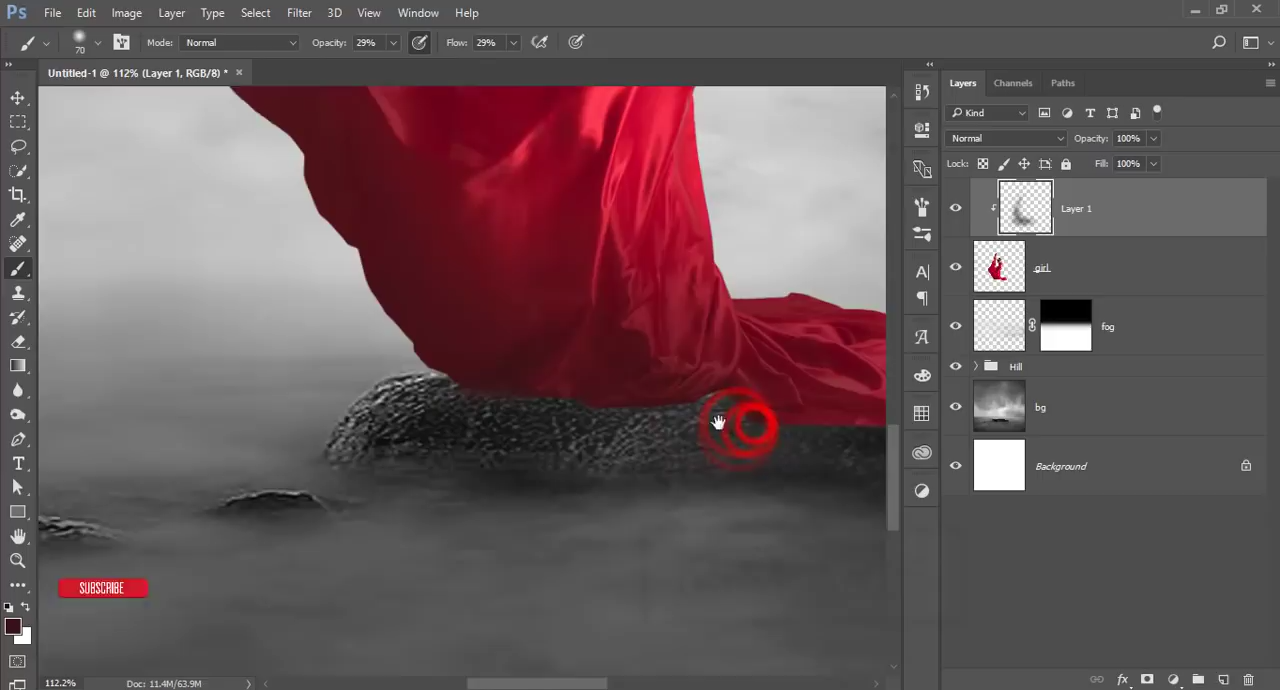 Ps File Edit Image Layer Type Select Filter 3D View Window Help
70 Mode: Normal Opacity: 29% Flow: 29%
Untitled-1 @ 112% (Layer 1, RGB/8) * ×
Layers Channels Paths
Kind
Normal Opacity: 100%
Lock: Fill: 100%
Layer 1
girl
fog
Hill
bg
Background
SUBSCRIBE
112.2% Doc: 11.4M/63.9M